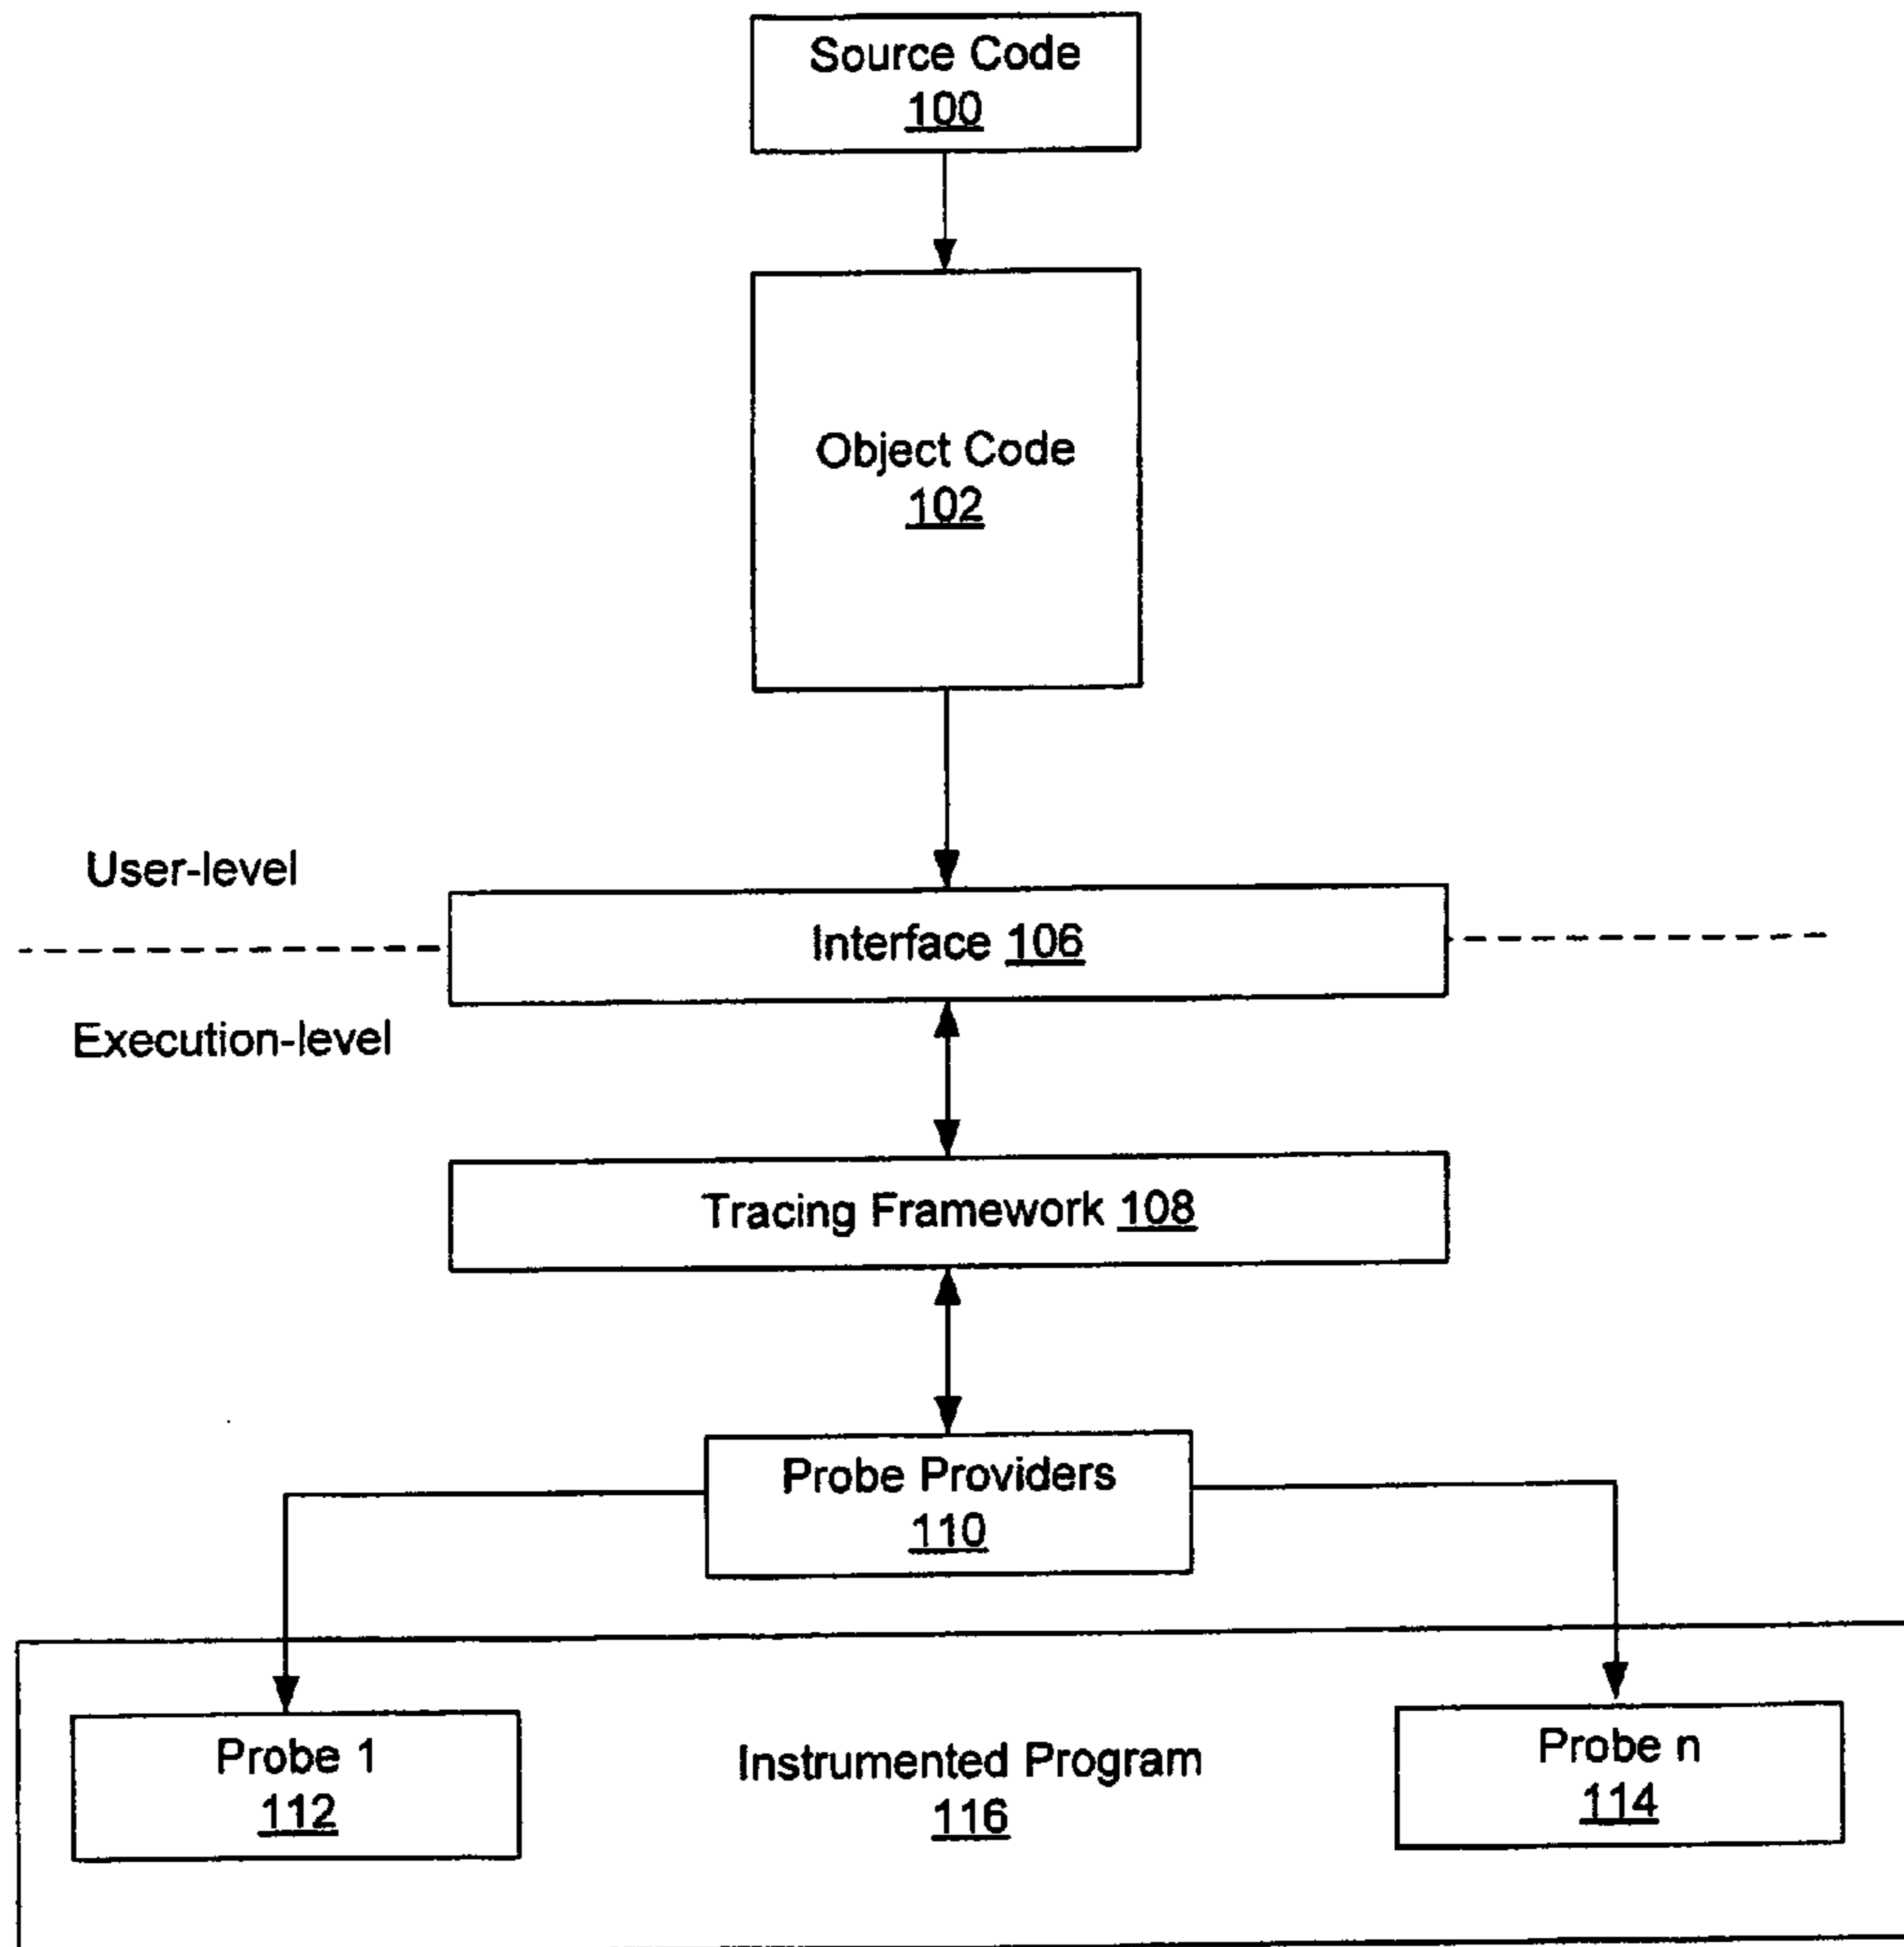 Source Code
100
Object Code
102
User-level
Interface 106
Execution-level
Tracing Framework 108
Probe Providers
110
Probe 1
112
Instrumented Program
116
Probe n
114